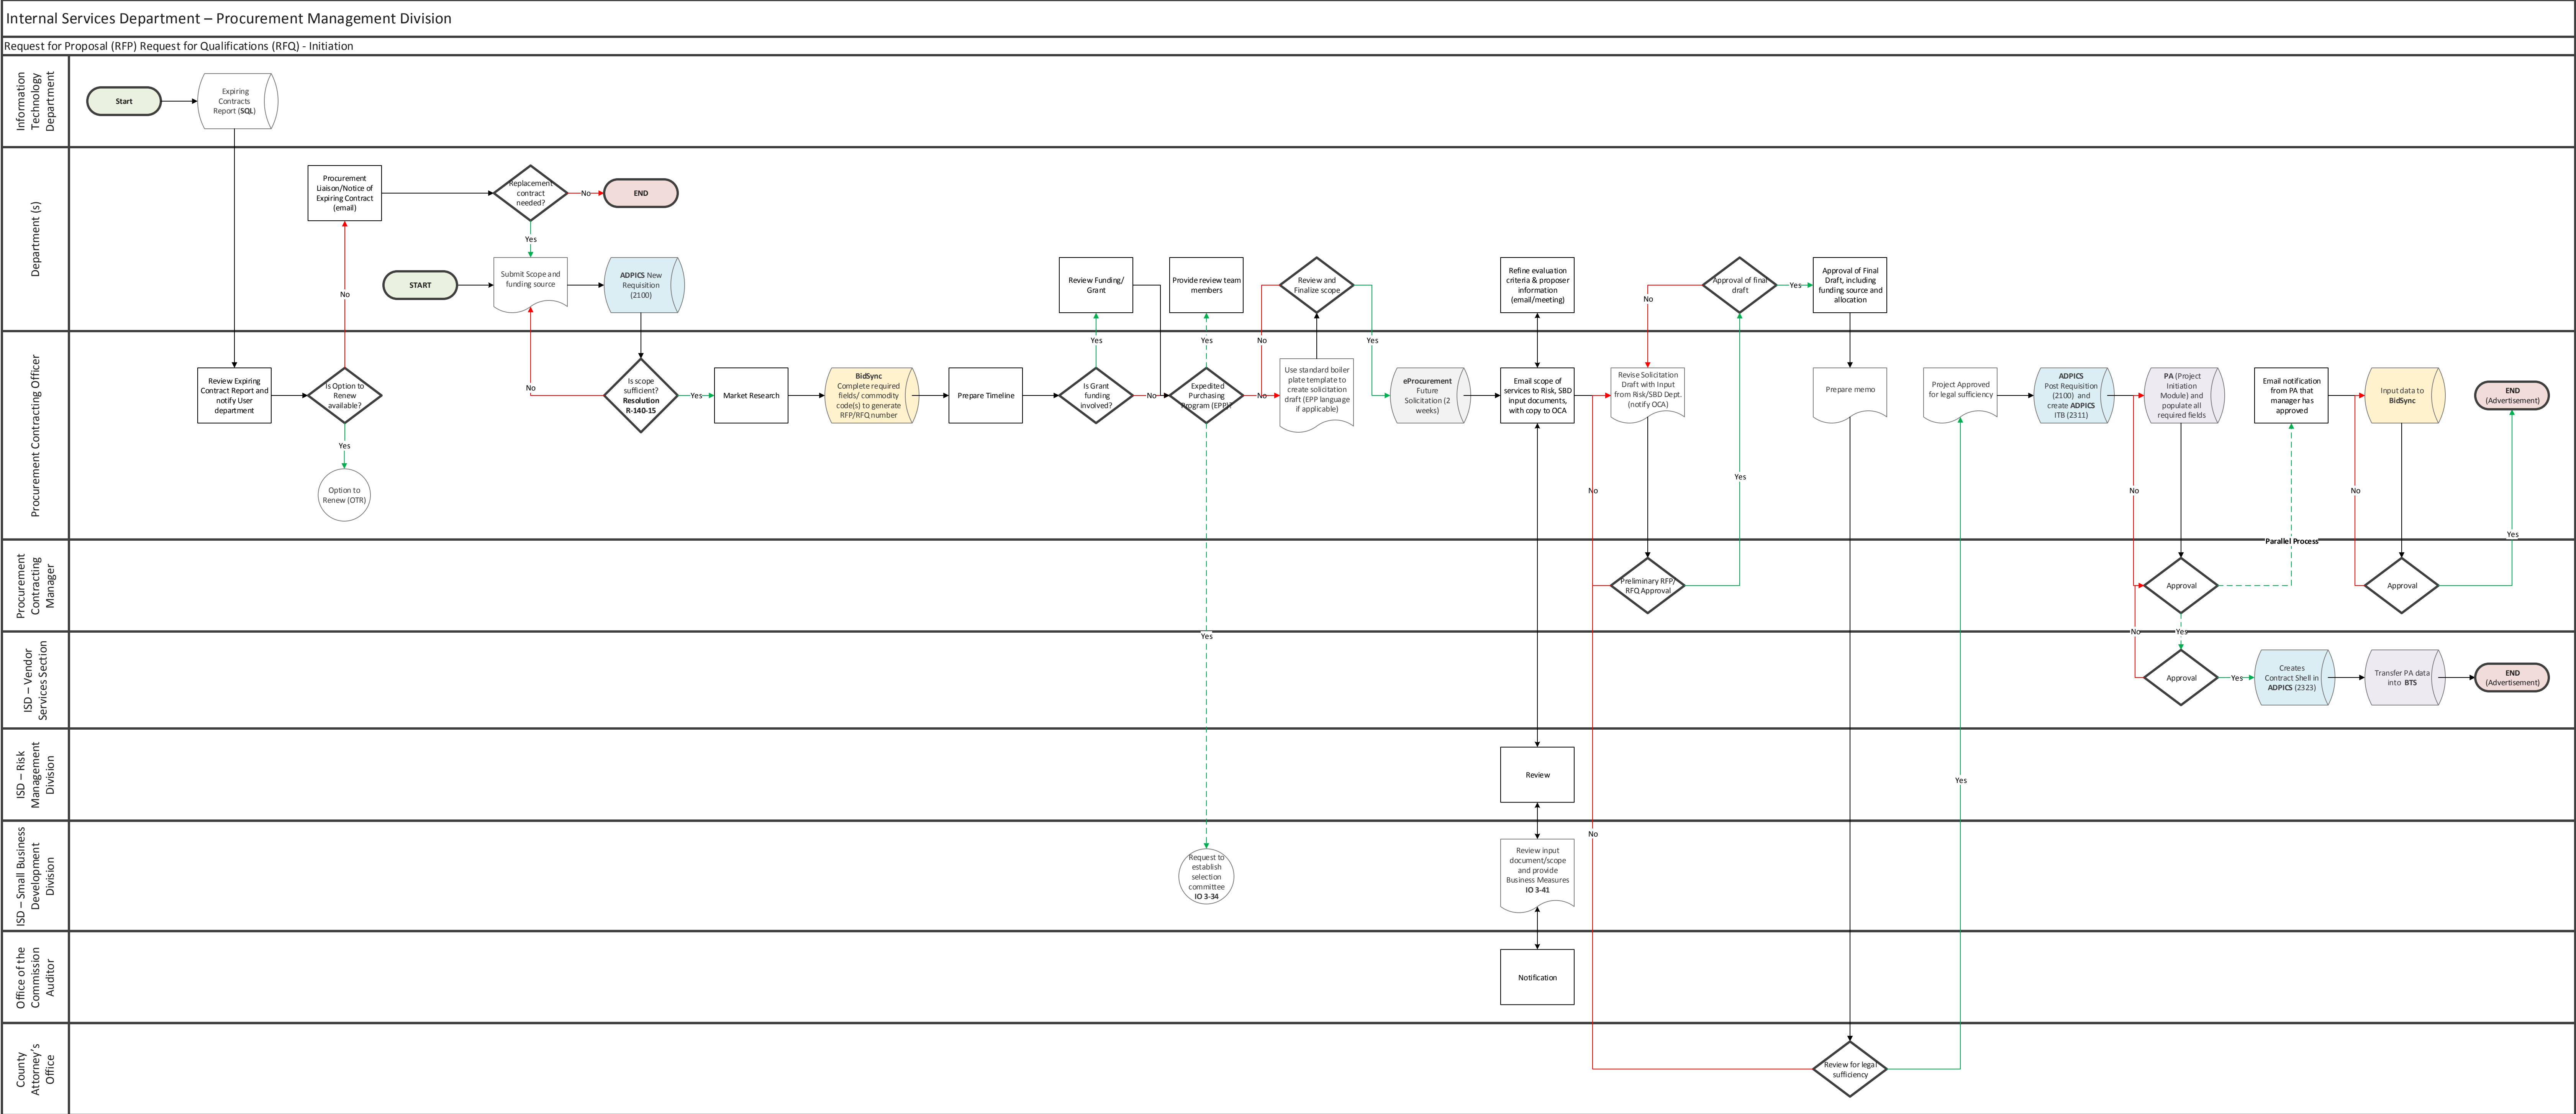 Internal Services Department – Procurement Management Division
Request for Proposal (RFP) Request for Qualifications (RFQ) - Initiation
Information
Technology
Department
Start
Expiring
Contracts
Report (SQL)
Department (s)
Procurement
Liaison/Notice of
Expiring Contract
(email)
Replacement
contract
needed?
No
END
Yes
No
START
Submit Scope and
funding source
ADPICS New
Requisition
(2100)
Review Funding/
Grant
Provide review team
members
Review and
Finalize scope
Refine evaluation
criteria & proposer
information
(email/meeting)
No
Approval of final
draft
Yes
Approval of Final
Draft, including
funding source and
allocation
Procurement Contracting Officer
Yes
Yes
No
Yes
Review Expiring
Contract Report and
notify User
department
Is Option to
Renew
available?
Yes
Option to
Renew (OTR)
No
Is scope
sufficient?
Resolution
R-140-15
Yes
Market Research
BidSync
Complete required
fields/ commodity
code(s) to generate
RFP/RFQ number
Prepare Timeline
Is Grant
funding
involved?
No
Expedited
Purchasing
Program (EPP)?
No
Use standard boiler
plate template to
create solicitation
draft (EPP language
if applicable)
eProcurement
Future
Solicitation (2
weeks)
Email scope of
services to Risk, SBD
input documents,
with copy to OCA
Revise Solicitation
Draft with Input
from Risk/SBD Dept.
(notify OCA)
No
Yes
Prepare memo
Project Approved
for legal sufficiency
ADPICS
Post Requisition
(2100) and
create ADPICS
ITB (2311)
PA (Project
Initiation
Module) and
populate all
required fields
No
Email notification
from PA that
manager has
approved
Input data to
BidSync
No
END
(Advertisement)
Yes
Parallel Process
Procurement
Contracting
Manager
Preliminary RFP/
RFQ Approval
Approval
Approval
ISD – Vendor
Services Section
Yes
No
Yes
Approval
Yes
Creates
Contract Shell in
ADPICS (2323)
Transfer PA data
into BTS
END
(Advertisement)
ISD – Risk
Management
Division
Review
Yes
ISD – Small Business
Development
Division
No
Request to
establish
selection
committee
IO 3-34
Review input
document/scope
and provide
Business Measures
IO 3-41
Office of the
Commission
Auditor
Notification
County
Attorney's
Office
Review for legal
sufficiency